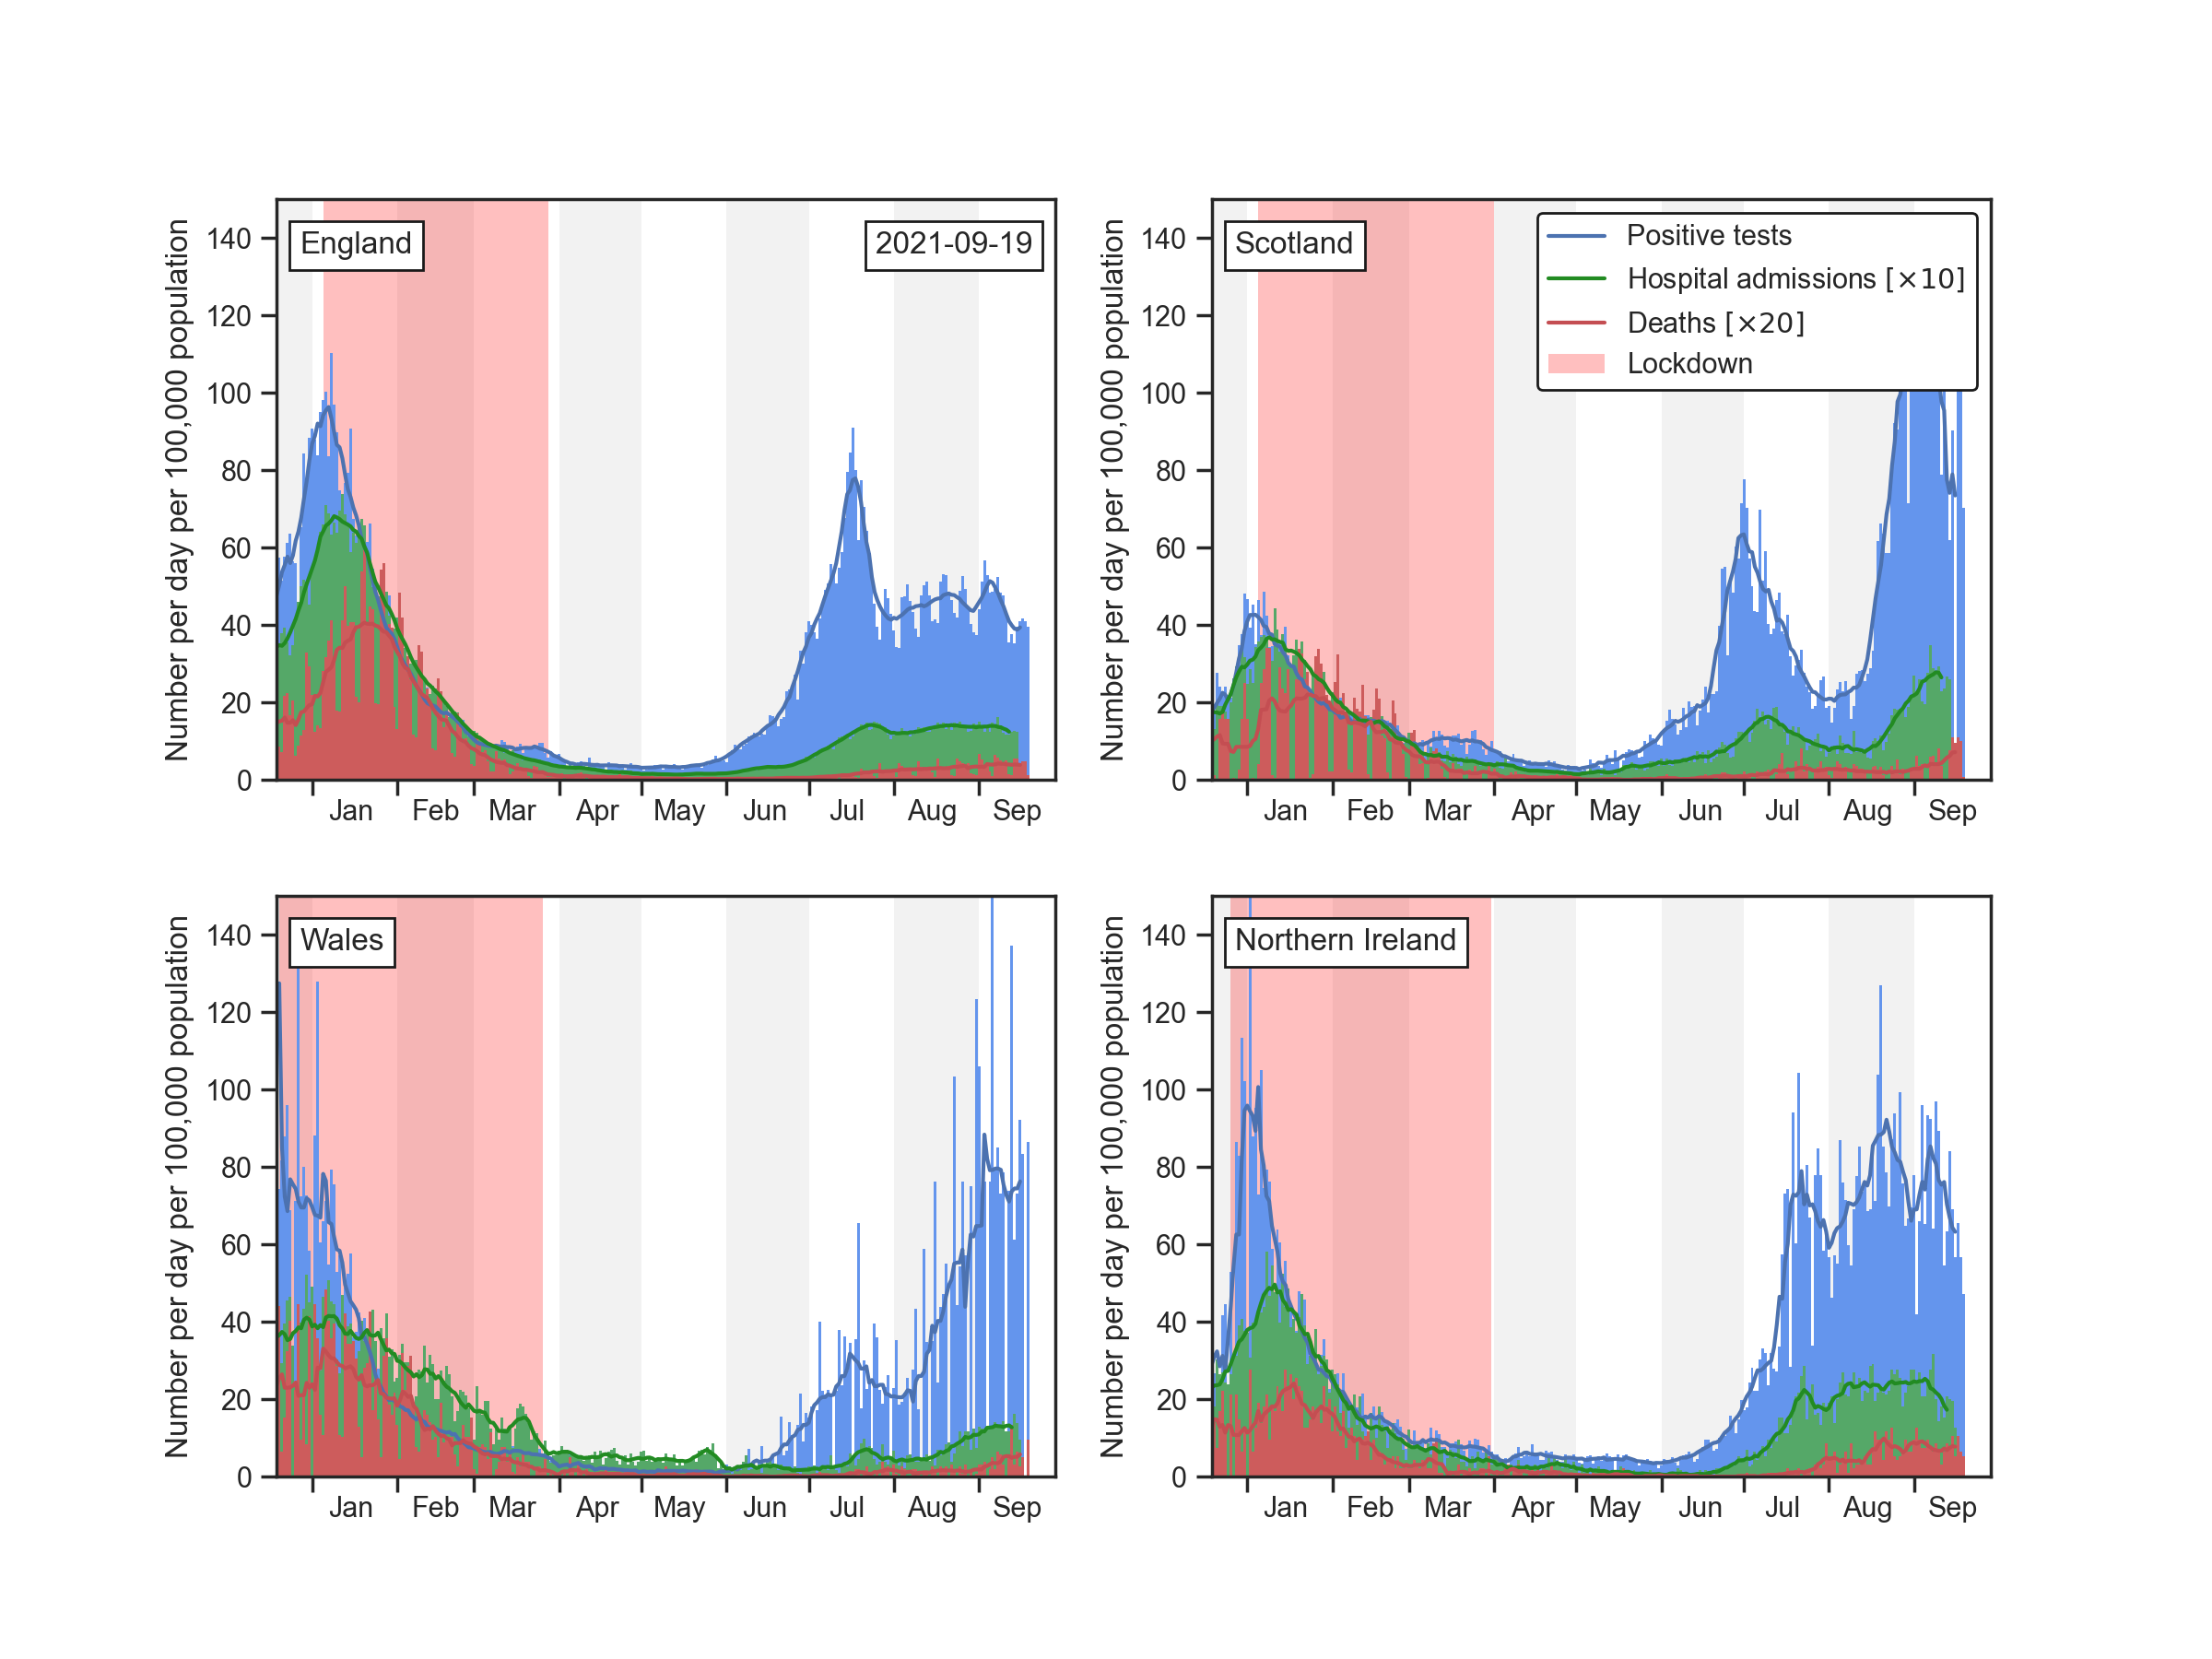 England
2021-09-19
Number per day per 100,000 population
140
120
100
80
60
40
20
0
Jan Feb Mar Apr May Jun Jul Aug Sep
Scotland
Positive tests
Hospital admissions [×10]
Deaths [×20]
Lockdown
Number per day per 100,000 population
140
120
100
80
60
40
20
0
Jan Feb Mar Apr May Jun Jul Aug Sep
Wales
Number per day per 100,000 population
140
120
100
80
60
40
20
0
Jan Feb Mar Apr May Jun Jul Aug Sep
Northern Ireland
Number per day per 100,000 population
140
120
100
80
60
40
20
0
Jan Feb Mar Apr May Jun Jul Aug Sep